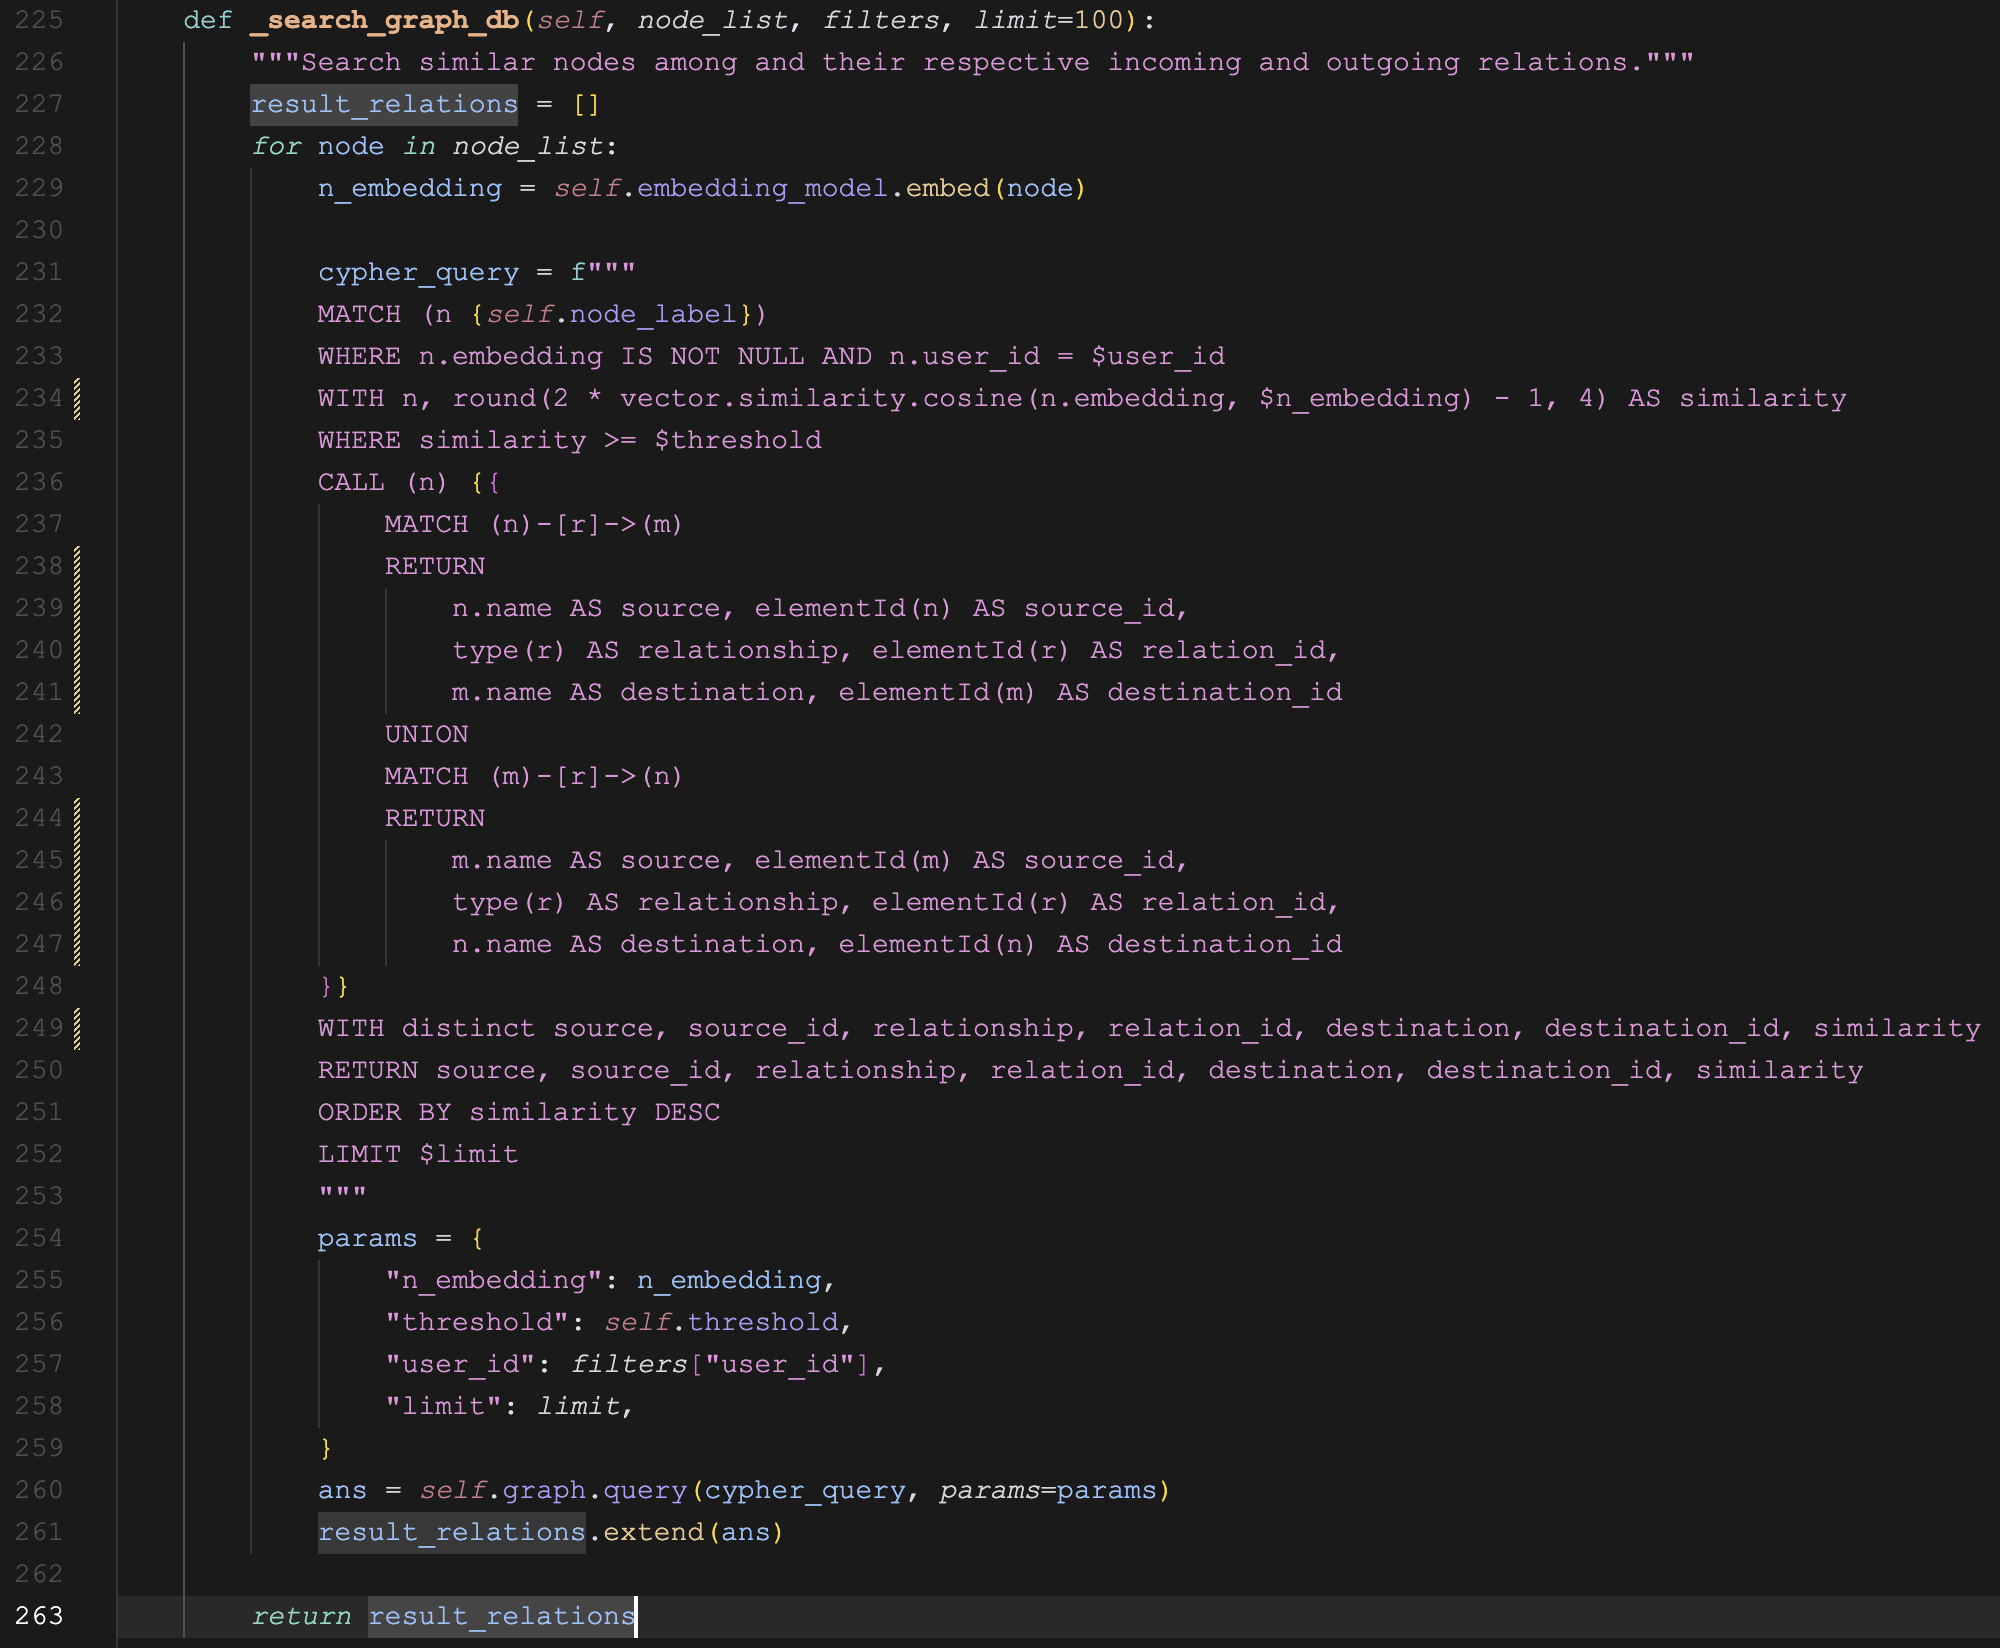 225 def _search_graph_db(self, node_list, filters, limit=100):
226 """Search similar nodes among and their respective incoming and outgoing relations."""
227 result_relations = []
228 for node in node_list:
229 n_embedding = self.embedding_model.embed(node)
230
231 cypher_query = f"""
232 MATCH (n {self.node_label})
233 WHERE n.embedding IS NOT NULL AND n.user_id = $user_id
234 WITH n, round(2 * vector.similarity.cosine(n.embedding, $n_embedding) - 1, 4) AS similarity
235 WHERE similarity >= $threshold
236 CALL (n) {{
237 MATCH (n)-[r]->(m)
238 RETURN
239 n.name AS source, elementId(n) AS source_id,
240 type(r) AS relationship, elementId(r) AS relation_id,
241 m.name AS destination, elementId(m) AS destination_id
242 UNION
243 MATCH (m)-[r]->(n)
244 RETURN
245 m.name AS source, elementId(m) AS source_id,
246 type(r) AS relationship, elementId(r) AS relation_id,
247 n.name AS destination, elementId(n) AS destination_id
248 }}
249 WITH distinct source, source_id, relationship, relation_id, destination, destination_id, similarity
250 RETURN source, source_id, relationship, relation_id, destination, destination_id, similarity
251 ORDER BY similarity DESC
252 LIMIT $limit
253 """
254 params = {
255 "n_embedding": n_embedding,
256 "threshold": self.threshold,
257 "user_id": filters["user_id"],
258 "limit": limit,
259 }
260 ans = self.graph.query(cypher_query, params=params)
261 result_relations.extend(ans)
262
263 return result_relations